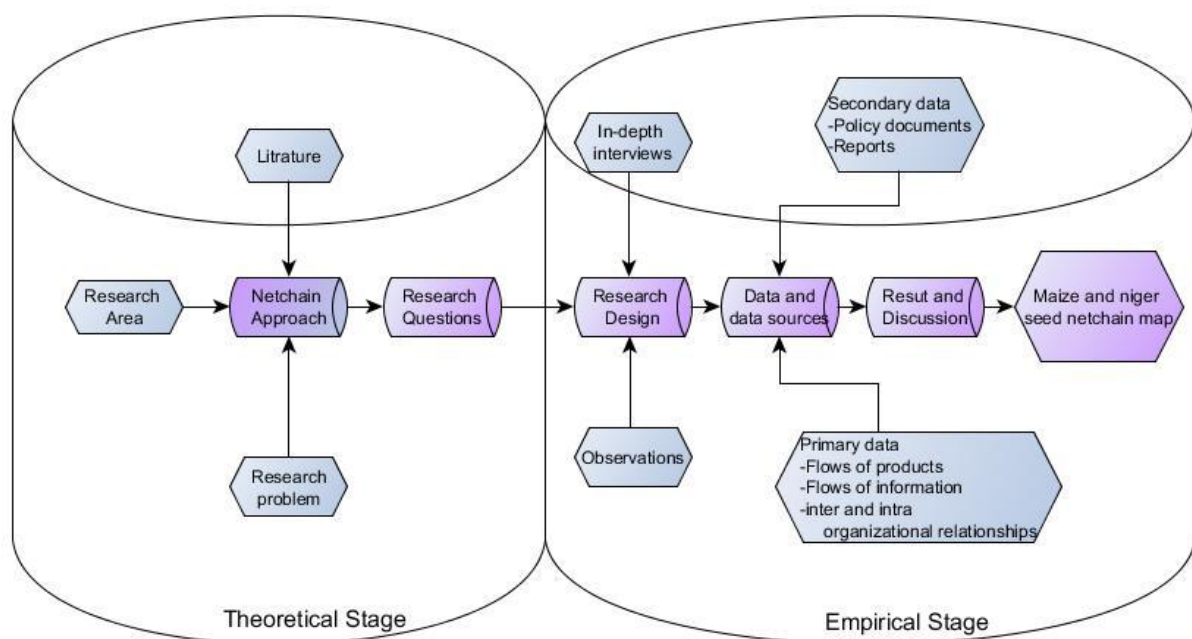 Litrature
Research
Area
Netchain
Approach
Research
Questions
Research
problem
Theoretical Stage
In-depth
interviews
Secondary data
-Policy documents
-Reports
Research
Design
Data and
data sources
Resut and
Discussion
Maize and niger
seed netchain map
Observations
Primary data
-Flows of products
-Flows of information
-inter and intra
organizational relationships
Empirical Stage